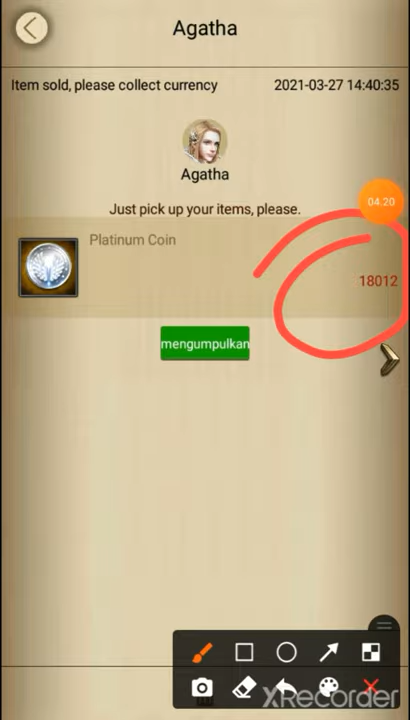 Agatha
Item sold, please collect currency 2021-03-27 14:40:35
Agatha
04.20
Just pick up your items, please.
Platinum Coin
18012
mengumpulkan
XRecorder